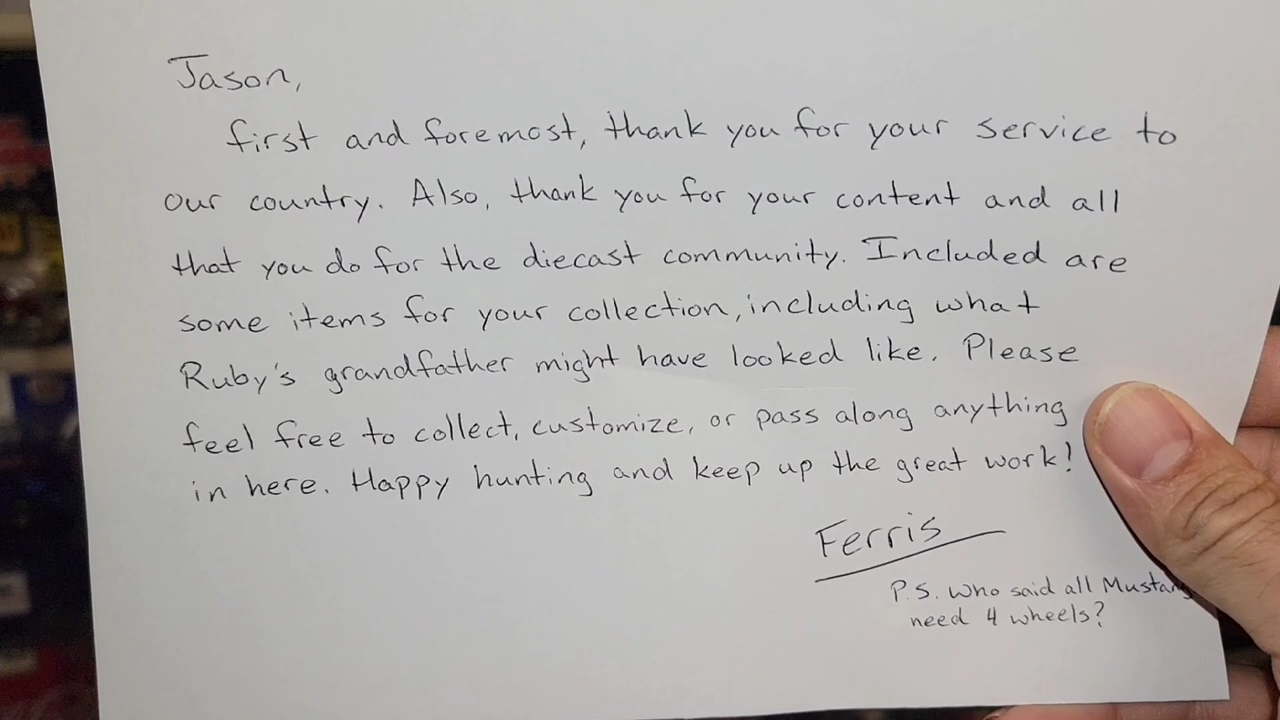 Jason,
first and foremost, thank you for your service to
our country. Also, thank you for your content and all
that you do for the diecast community. Included are
some items for your collection, including what
Ruby's grandfather might have looked like. Please
feel free to collect, customize, or pass along anything
in here. Happy hunting and keep up the great work!
Ferris
P.S. Who said all Mustang
need 4 wheels?